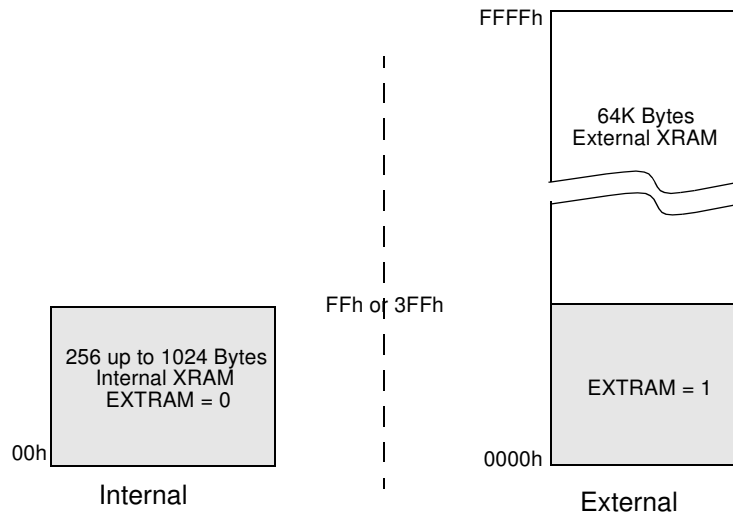 FFFFh
64K Bytes
External XRAM
FFh or 3FFh
256 up to 1024 Bytes
Internal XRAM
EXTRAM = 0
EXTRAM = 1
00h
0000h
Internal
External